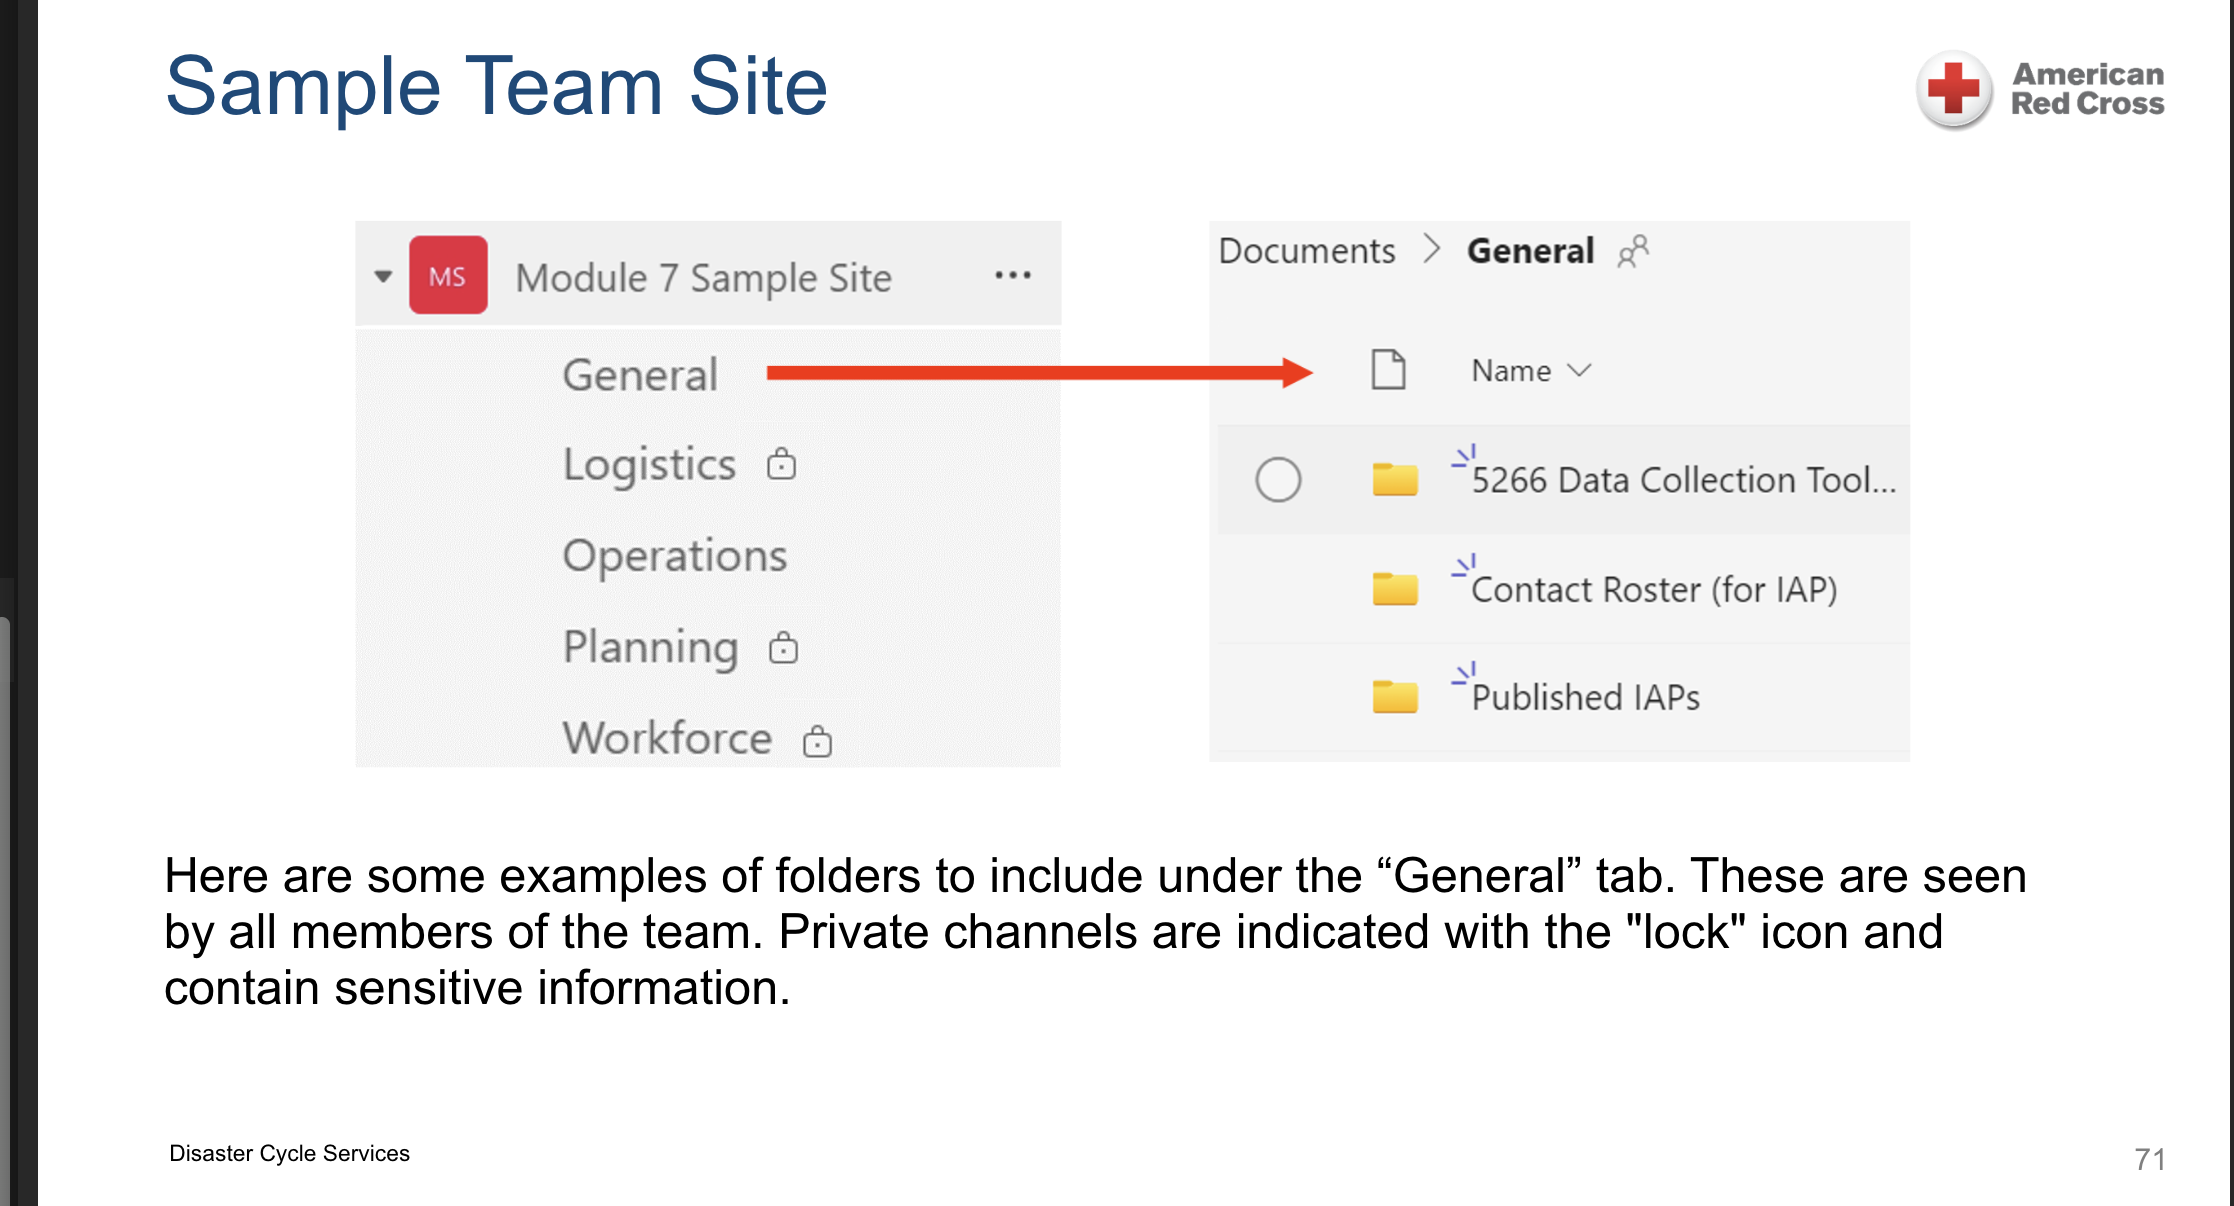 Sample Team Site
American
Red Cross
MS
Module 7 Sample Site
...
General
Logistics
Operations
Planning
Workforce
Documents > General
Name
5266 Data Collection Tool...
Contact Roster (for IAP)
Published IAPs
Here are some examples of folders to include under the “General” tab. These are seen
by all members of the team. Private channels are indicated with the "lock" icon and
contain sensitive information.
Disaster Cycle Services
71